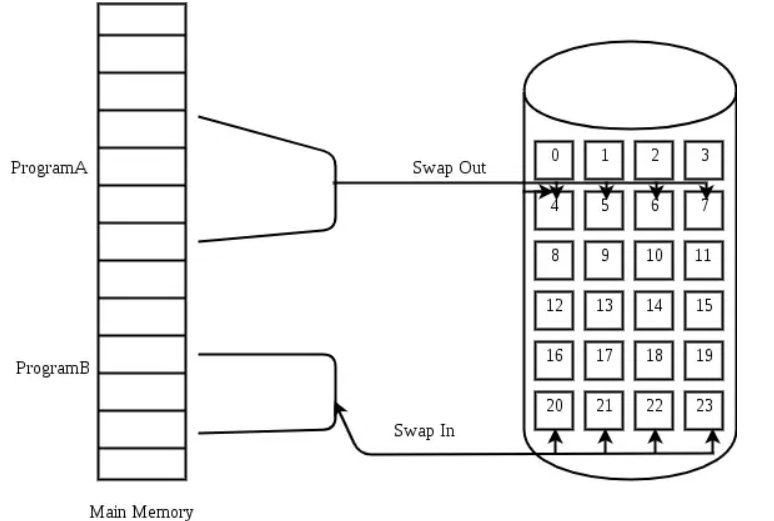 0 1 2 3
ProgramA
Swap Out
4 5 6 7
8 9 10 11
12 13 14 15
16 17 18 19
ProgramB
20 21 22 23
Swap In
Main Memory